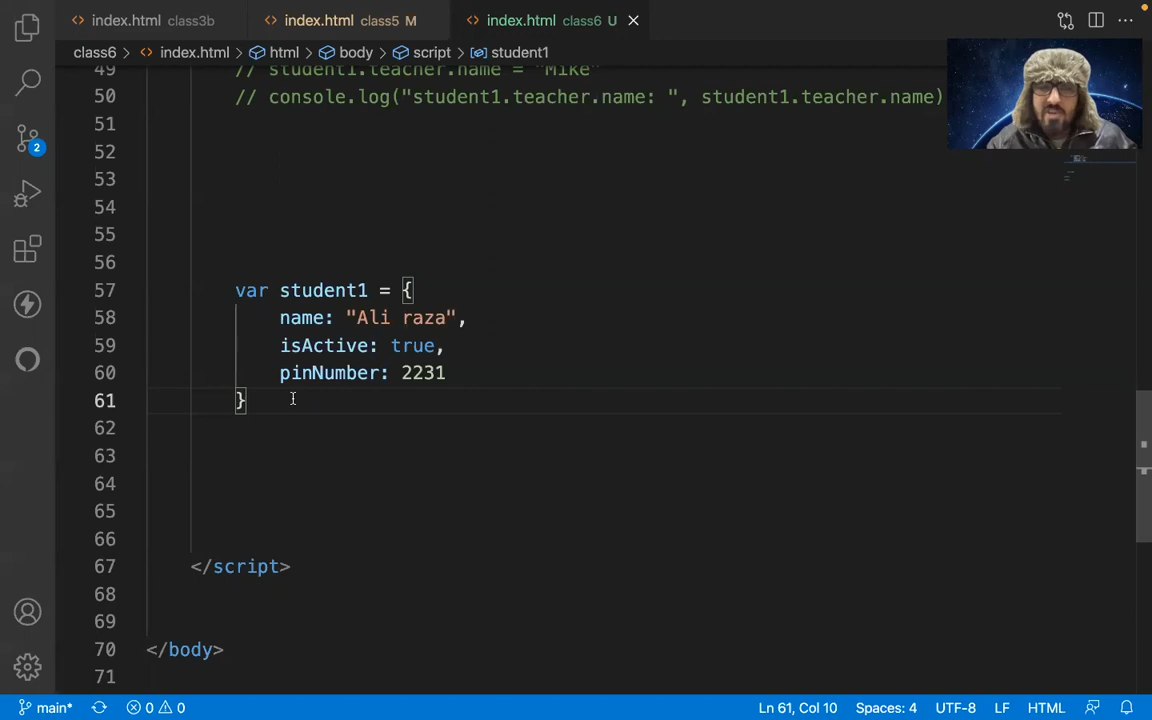 index.html class3b
index.html class5 M
index.html class6 U
class6 > index.html > html > body > script > student1
49 // student1.teacher.name = "Mike"
50 // console.log("student1.teacher.name: ", student1.teacher.name)
51
52
53
54
55
56
57 var student1 = {
58 name: "Ali raza",
59 isActive: true,
60 pinNumber: 2231
61 }
62
63
64
65
66
67 </script>
68
69
70 </body>
71
2
main* 0 0 Ln 61, Col 10 Spaces: 4 UTF-8 LF HTML